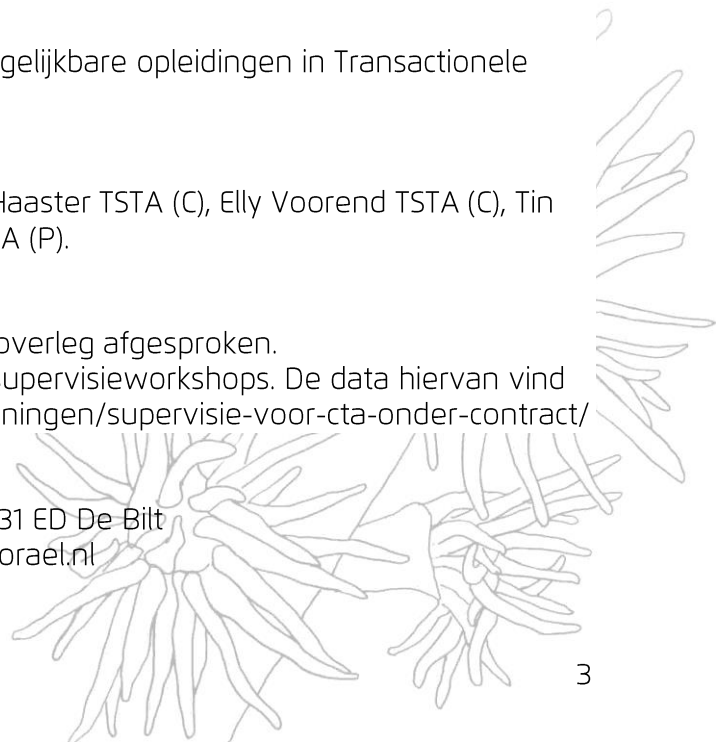 gelijkbare opleidingen in Transactionele
Haaster TSTA (C), Elly Voorend TSTA (C), Tin
A (P).
overleg afgesproken.
supervisieworkshops. De data hiervan vind
ningen/supervisie-voor-cta-onder-contract/
31 ED De Bilt
orael.nl
3